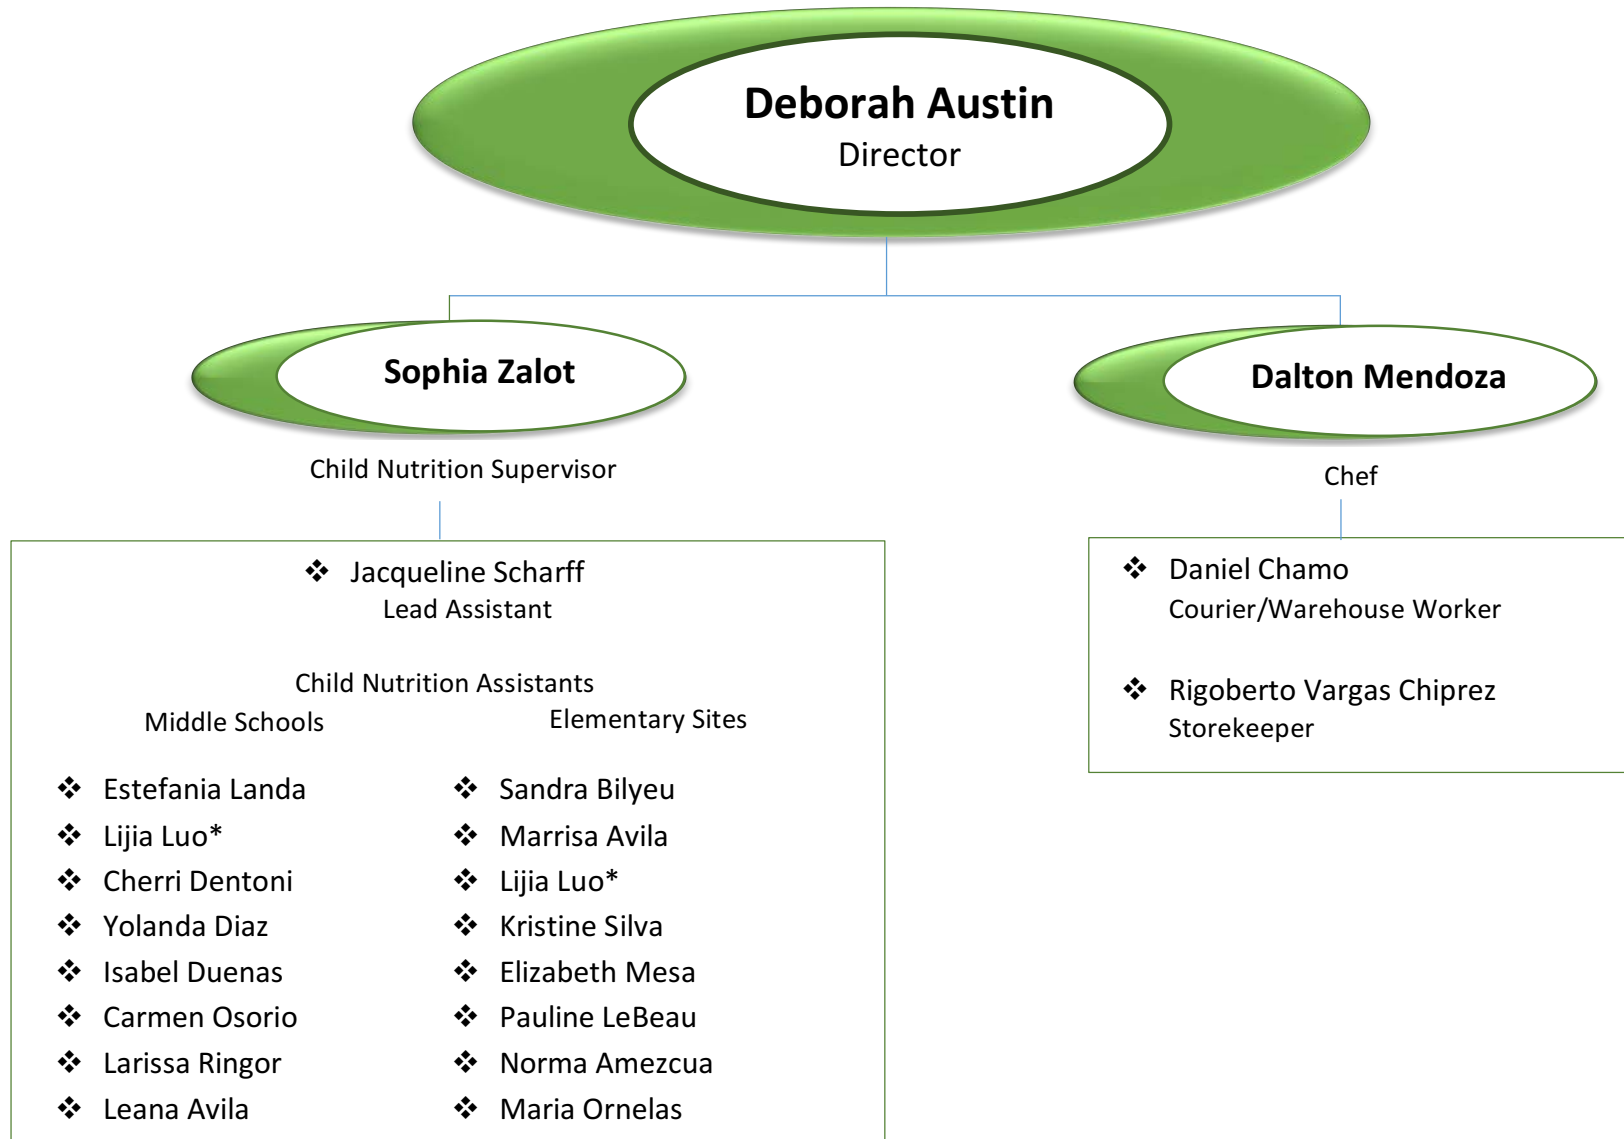 Deborah Austin
Director
Sophia Zalot
Child Nutrition Supervisor
❖ Jacqueline Scharff
Lead Assistant
Child Nutrition Assistants
Middle Schools
❖ Estefania Landa
❖ Lijia Luo*
❖ Cherri Dentoni
❖ Yolanda Diaz
❖ Isabel Duenas
❖ Carmen Osorio
❖ Larissa Ringor
❖ Leana Avila
Elementary Sites
❖ Sandra Bilyeu
❖ Marrisa Avila
❖ Lijia Luo*
❖ Kristine Silva
❖ Elizabeth Mesa
❖ Pauline LeBeau
❖ Norma Amezcua
❖ Maria Ornelas
Dalton Mendoza
Chef
❖ Daniel Chamo
Courier/Warehouse Worker
❖ Rigoberto Vargas Chiprez
Storekeeper